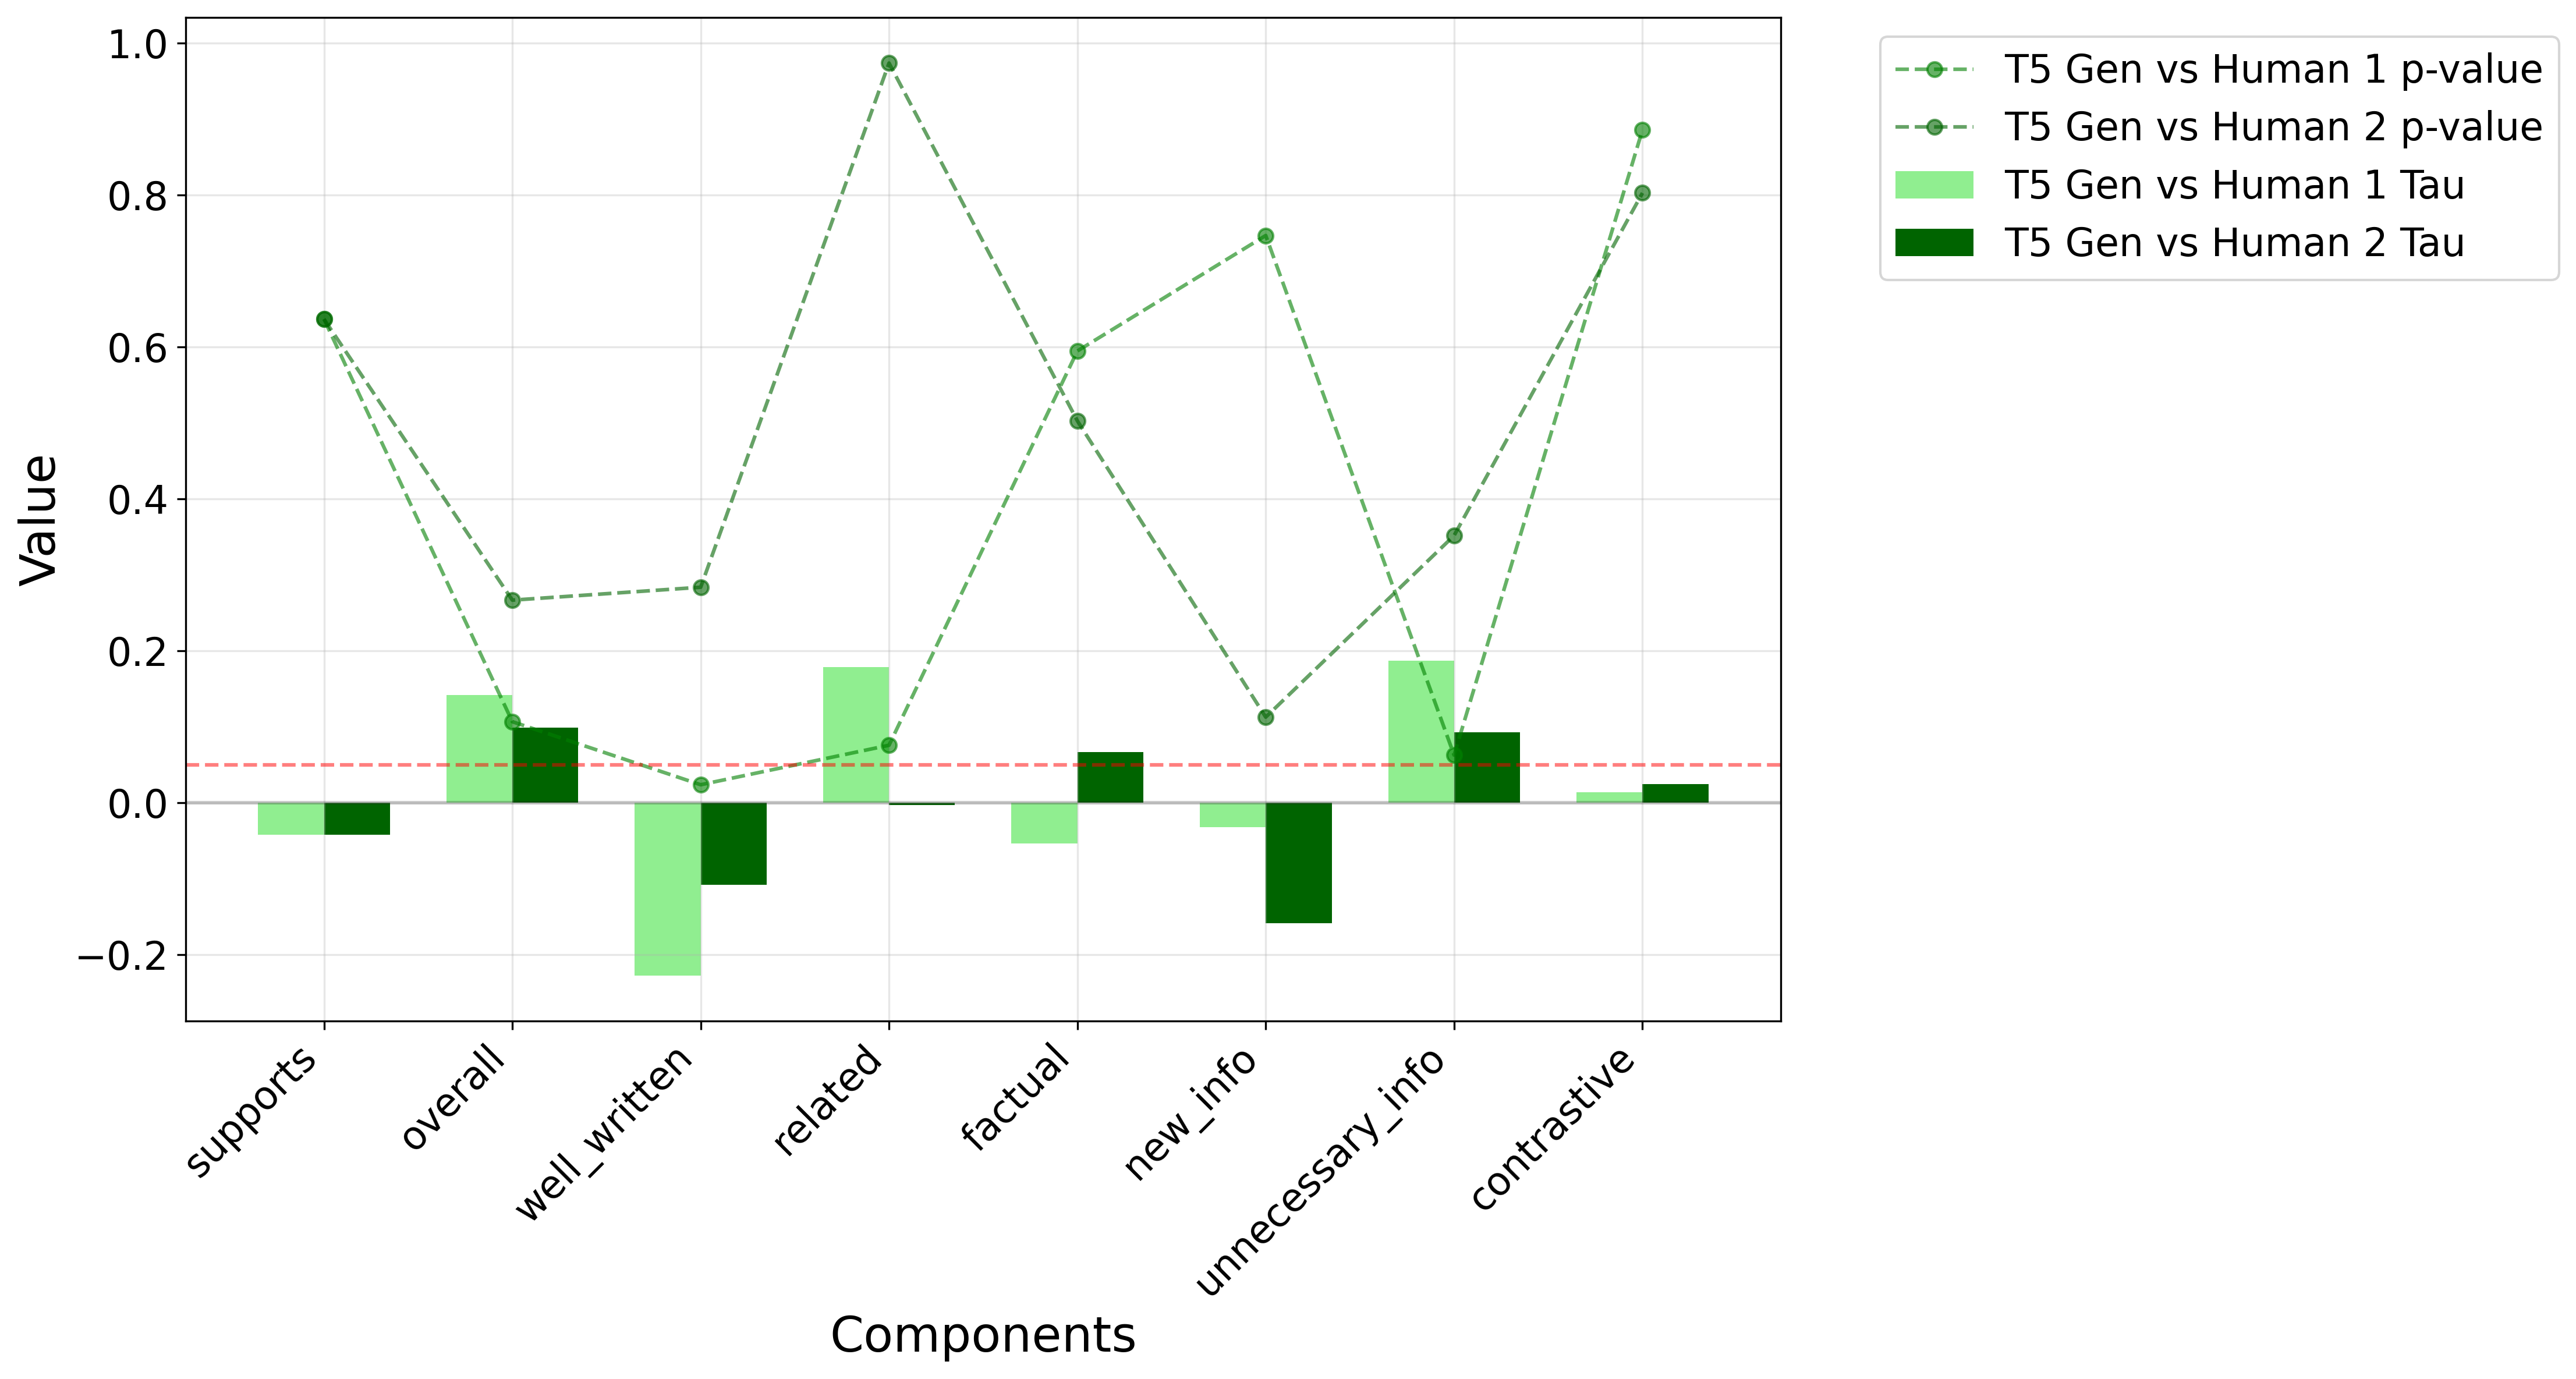 1.0
0.8
0.6
0.4
0.2
0.0
−0.2
Value
supports
overall
well_written
related
factual
new_info
unnecessary_info
contrastive
Components
T5 Gen vs Human 1 p-value
T5 Gen vs Human 2 p-value
T5 Gen vs Human 1 Tau
T5 Gen vs Human 2 Tau